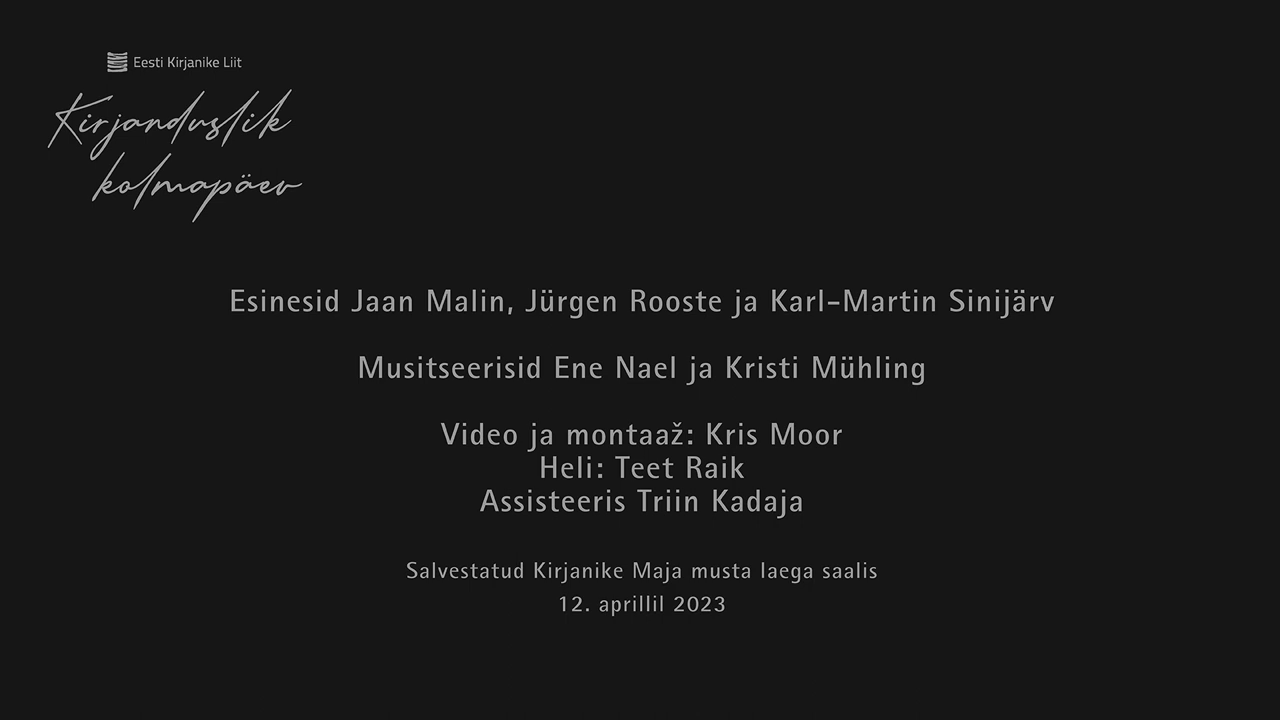 Eesti Kirjanike Liit
Kirjanduslik
kolmapäev
Esinesid Jaan Malin, Jürgen Rooste ja Karl-Martin Sinijärv
Musitseerisid Ene Nael ja Kristi Mühling
Video ja montaaž: Kris Moor
Heli: Teet Raik
Assisteeris Triin Kadaja
Salvestatud Kirjanike Maja musta laega saalis
12. aprillil 2023